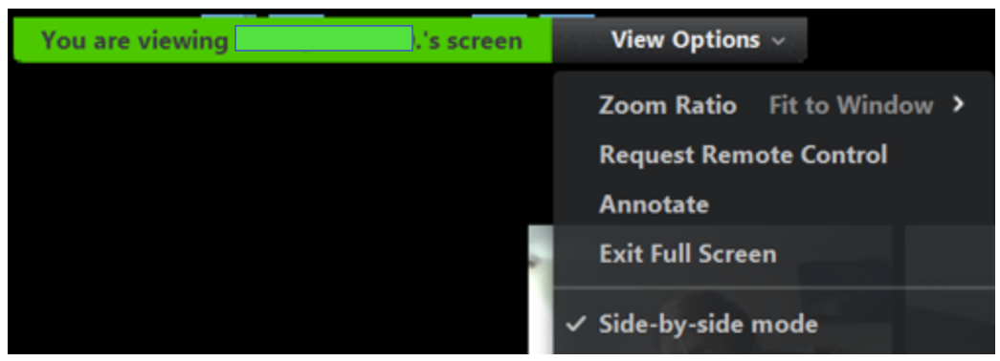 You are viewing .'s screen View Options
Zoom Ratio Fit to Window
Request Remote Control
Annotate
Exit Full Screen
✓ Side-by-side mode